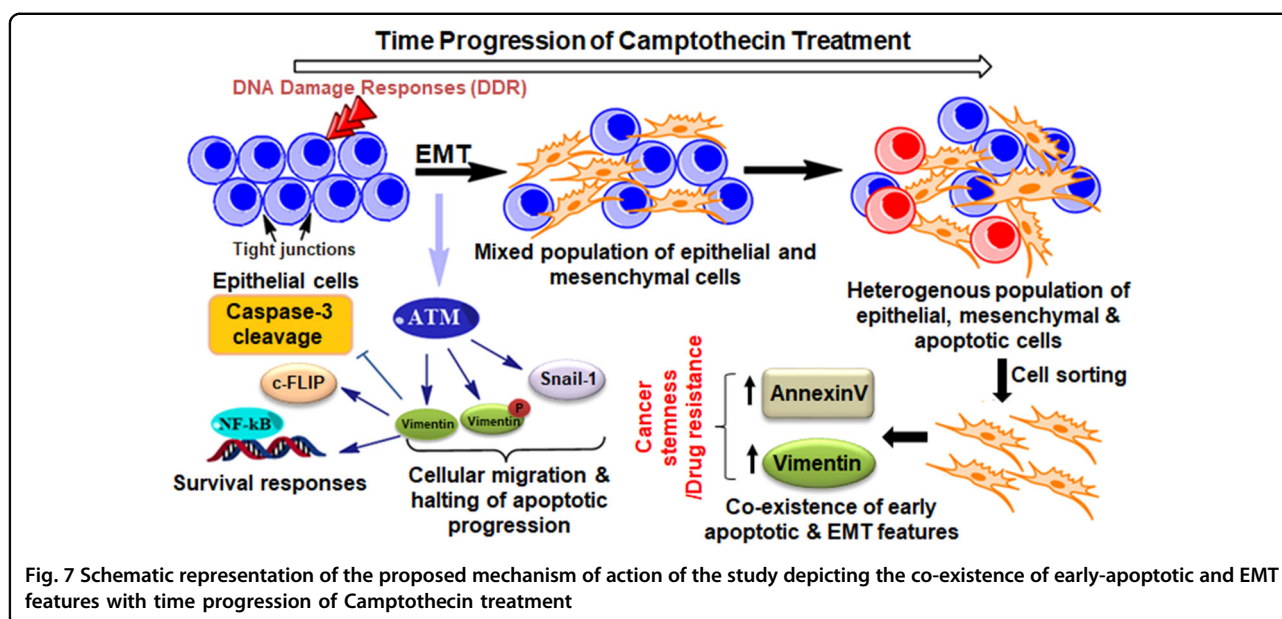 Time Progression of Camptothecin Treatment
DNA Damage Responses (DDR)
EMT
Tight junctions
Epithelial cells
Mixed population of epithelial and
mesenchymal cells
Heterogenous population of
epithelial, mesenchymal &
apoptotic cells
Caspase-3
cleavage
ATM
c-FLIP
Snail-1
NF-kB
Vimentin
Vimentin
P
Survival responses
Cellular migration &
halting of apoptotic
progression
Cell sorting
Cancer
stemness
/Drug resistance
AnnexinV
Vimentin
Co-existence of early
apoptotic & EMT features
Fig. 7 Schematic representation of the proposed mechanism of action of the study depicting the co-existence of early-apoptotic and EMT
features with time progression of Camptothecin treatment